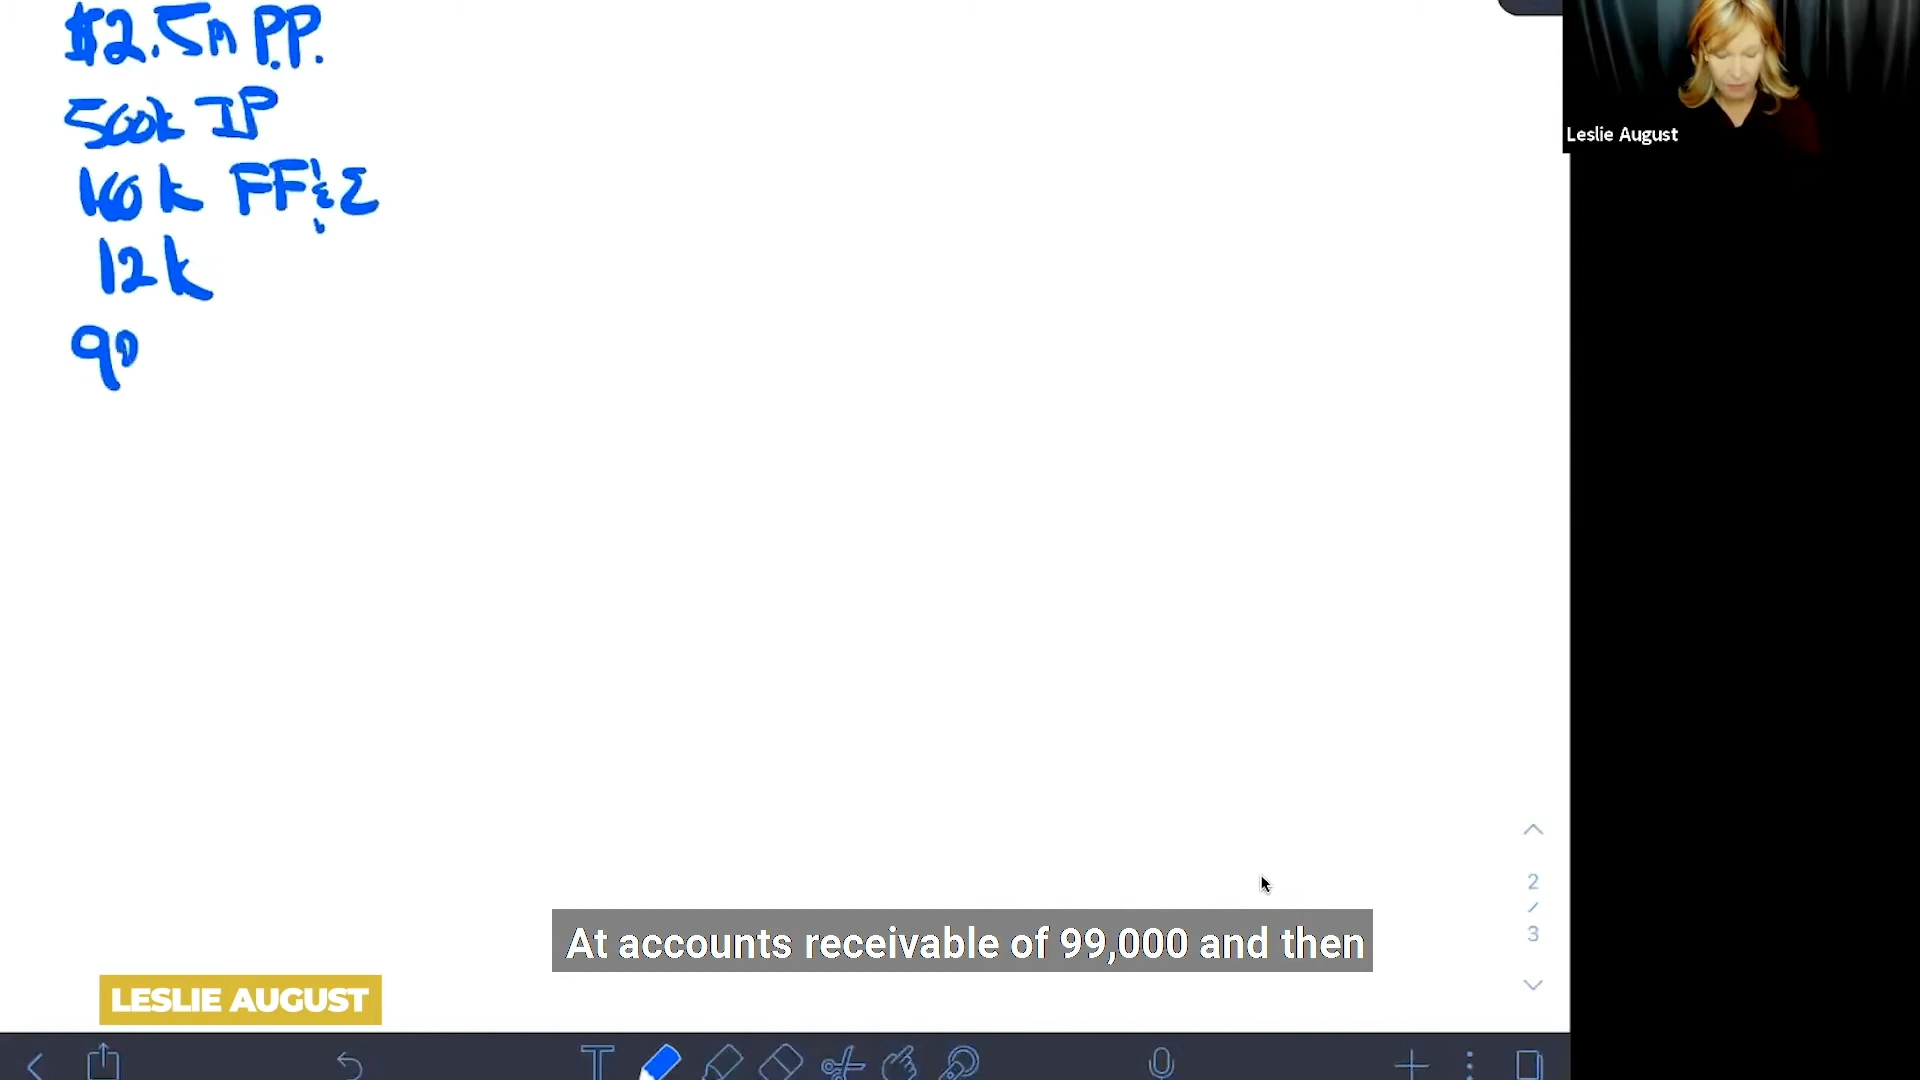 $2.5m P.P.
500k IP
160k FF&E
12k
90
Leslie August
2
/
3
At accounts receivable of 99,000 and then
LESLIE AUGUST
T